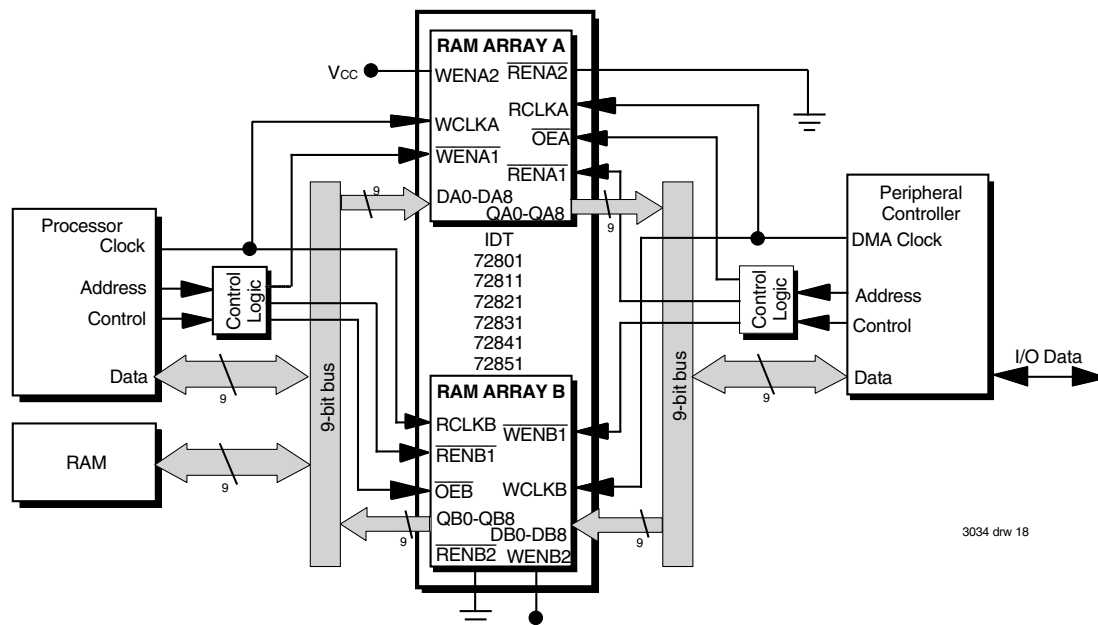 RAM ARRAY A
VCC
WENA2
RENA2
RCLKA
WCLKA
OEA
WENA1
RENA1
9
DA0-DA8
QA0-QA8
9
Processor
Clock
Address
Control
Data
9
Control
Logic
RAM
9
9-bit bus
IDT
72801
72811
72821
72831
72841
72851
RAM ARRAY B
RCLKB
WENB1
RENB1
OEB
WCLKB
QB0-QB8
DB0-DB8
9
9
RENB2
WENB2
9-bit bus
Peripheral
Controller
DMA Clock
Control
Logic
Address
Control
Data
9
I/O Data
3034 drw 18